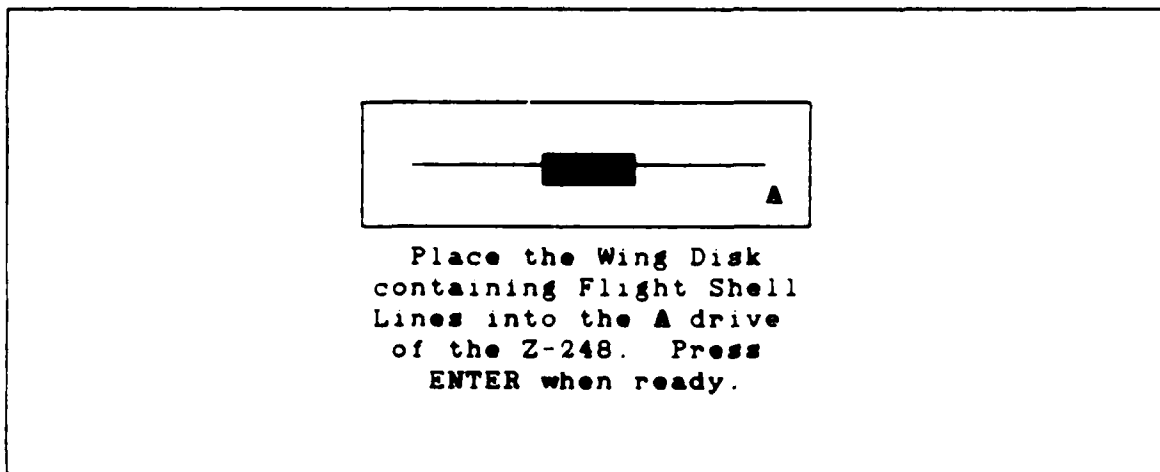 A
Place the Wing Disk
containing Flight Shell
Lines into the A drive
of the Z-248. Press
ENTER when ready.